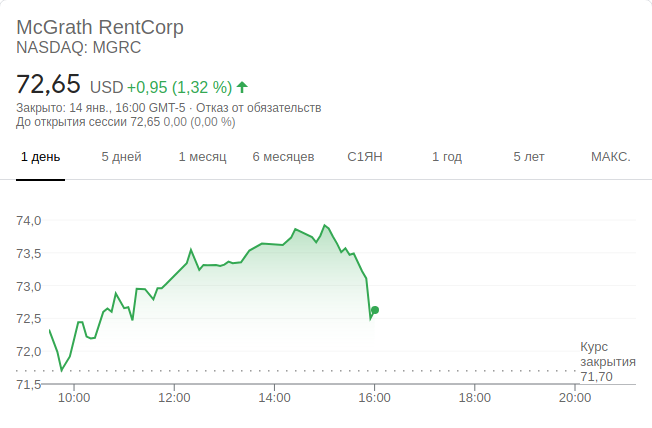 McGrath RentCorp
NASDAQ: MGRC
72,65 USD +0,95 (1,32 %)
Закрыто: 14 янв., 16:00 GMT-5 · Отказ от обязательств
До открытия сессии 72,65 0,00 (0,00 %)
1 день 5 дней 1 месяц 6 месяцев С1ЯН 1 год 5 лет МАКС.
74,0
73,5
73,0
72,5
72,0
71,5
Курс
закрытия
71,70
10:00 12:00 14:00 16:00 18:00 20:00